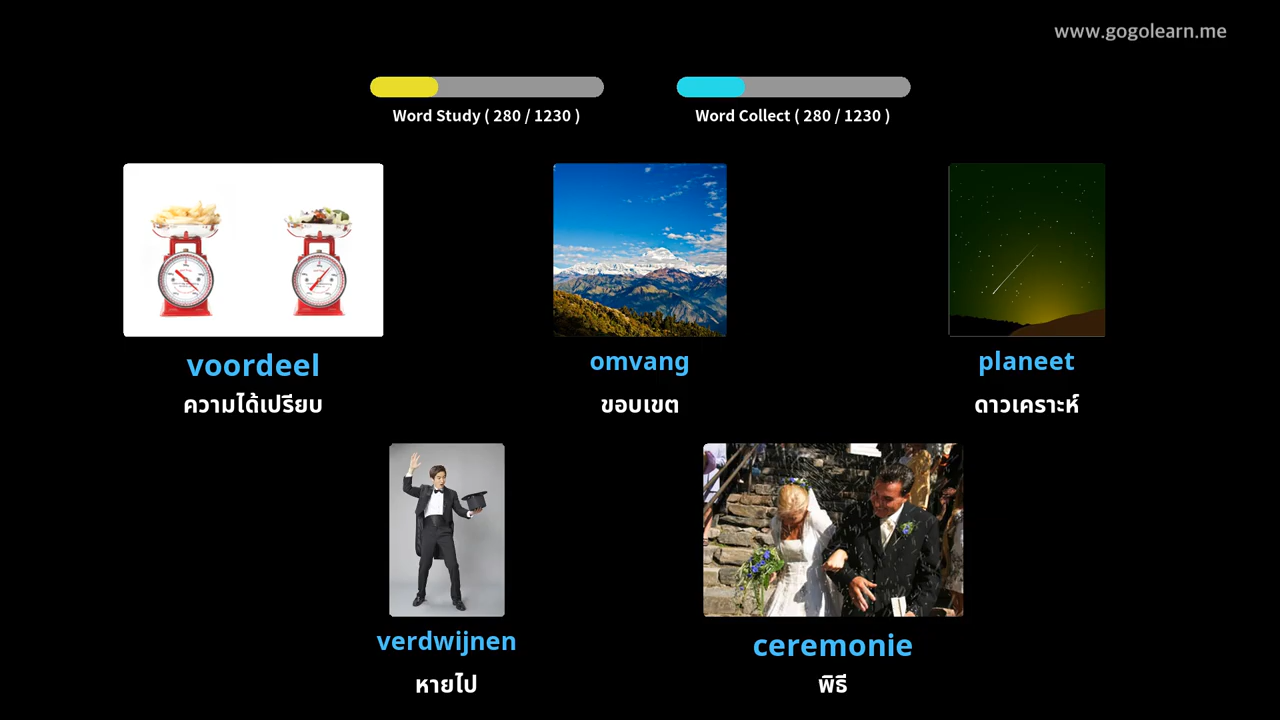 www.gogolearn.me
Word Study ( 280 / 1230 )
Word Collect ( 280 / 1230 )
voordeel
ความได้เปรียบ
omvang
ขอบเขต
planeet
ดาวเคราะห์
verdwijnen
หายไป
ceremonie
พิธี